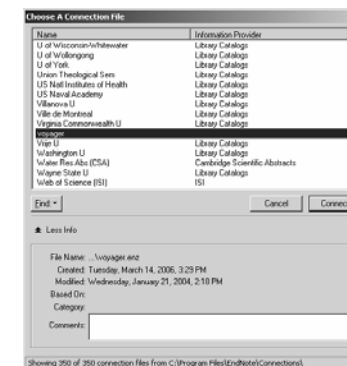 Choose A Connection File
Name Information Provider
U of Wisconsin-Whitewater Library Catalogs
U of Wollongong Library Catalogs
U of York Library Catalogs
Union Theological Sem Library Catalogs
US Natl Institutes of Health Library Catalogs
US Naval Academy Library Catalogs
Villanova U Library Catalogs
Ville de Montreal Library Catalogs
Virginia Commonwealth U Library Catalogs
voyager
Vrije U Library Catalogs
Washington U Library Catalogs
Water Res Abs (CSA) Cambridge Scientific Abstracts
Wayne State U Library Catalogs
Web of Science (ISI) ISI
Find Cancel Connec
Less Info
File Name: ...\voyager.enz
Created: Tuesday, March 14, 2006, 3:29 PM
Modified: Wednesday, January 21, 2004, 2:18 PM
Based On:
Category:
Comments:
Showing 350 of 350 connection files from C:\Program Files\EndNote\Connections\.